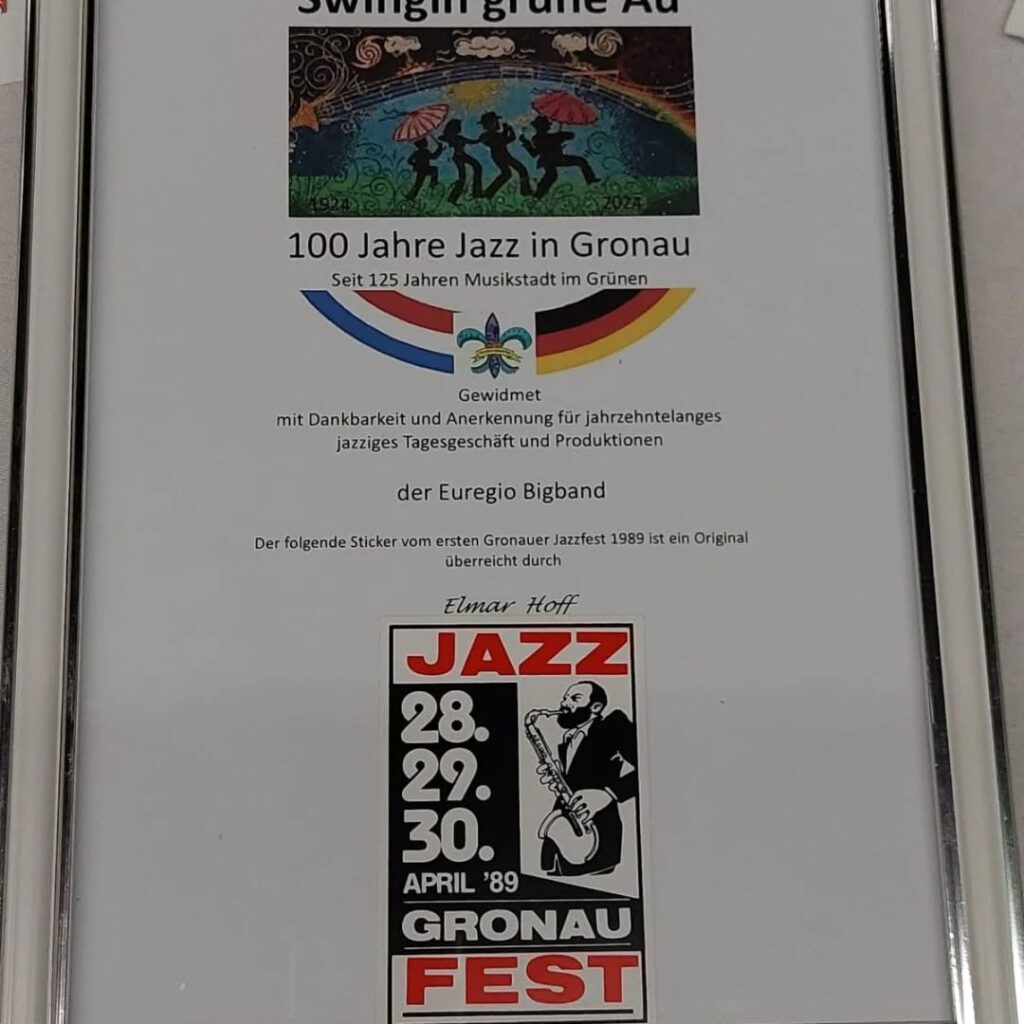 Swingin grüne Au
1924 2024
100 Jahre Jazz in Gronau
Seit 125 Jahren Musikstadt im Grünen
Gewidmet
mit Dankbarkeit und Anerkennung für jahrzehntelanges
jazziges Tagesgeschäft und Produktionen
der Euregio Bigband
Der folgende Sticker vom ersten Gronauer Jazzfest 1989 ist ein Original
überreicht durch
Elmar Hoff
JAZZ
28.
29.
30.
APRIL '89
GRONAU
FEST